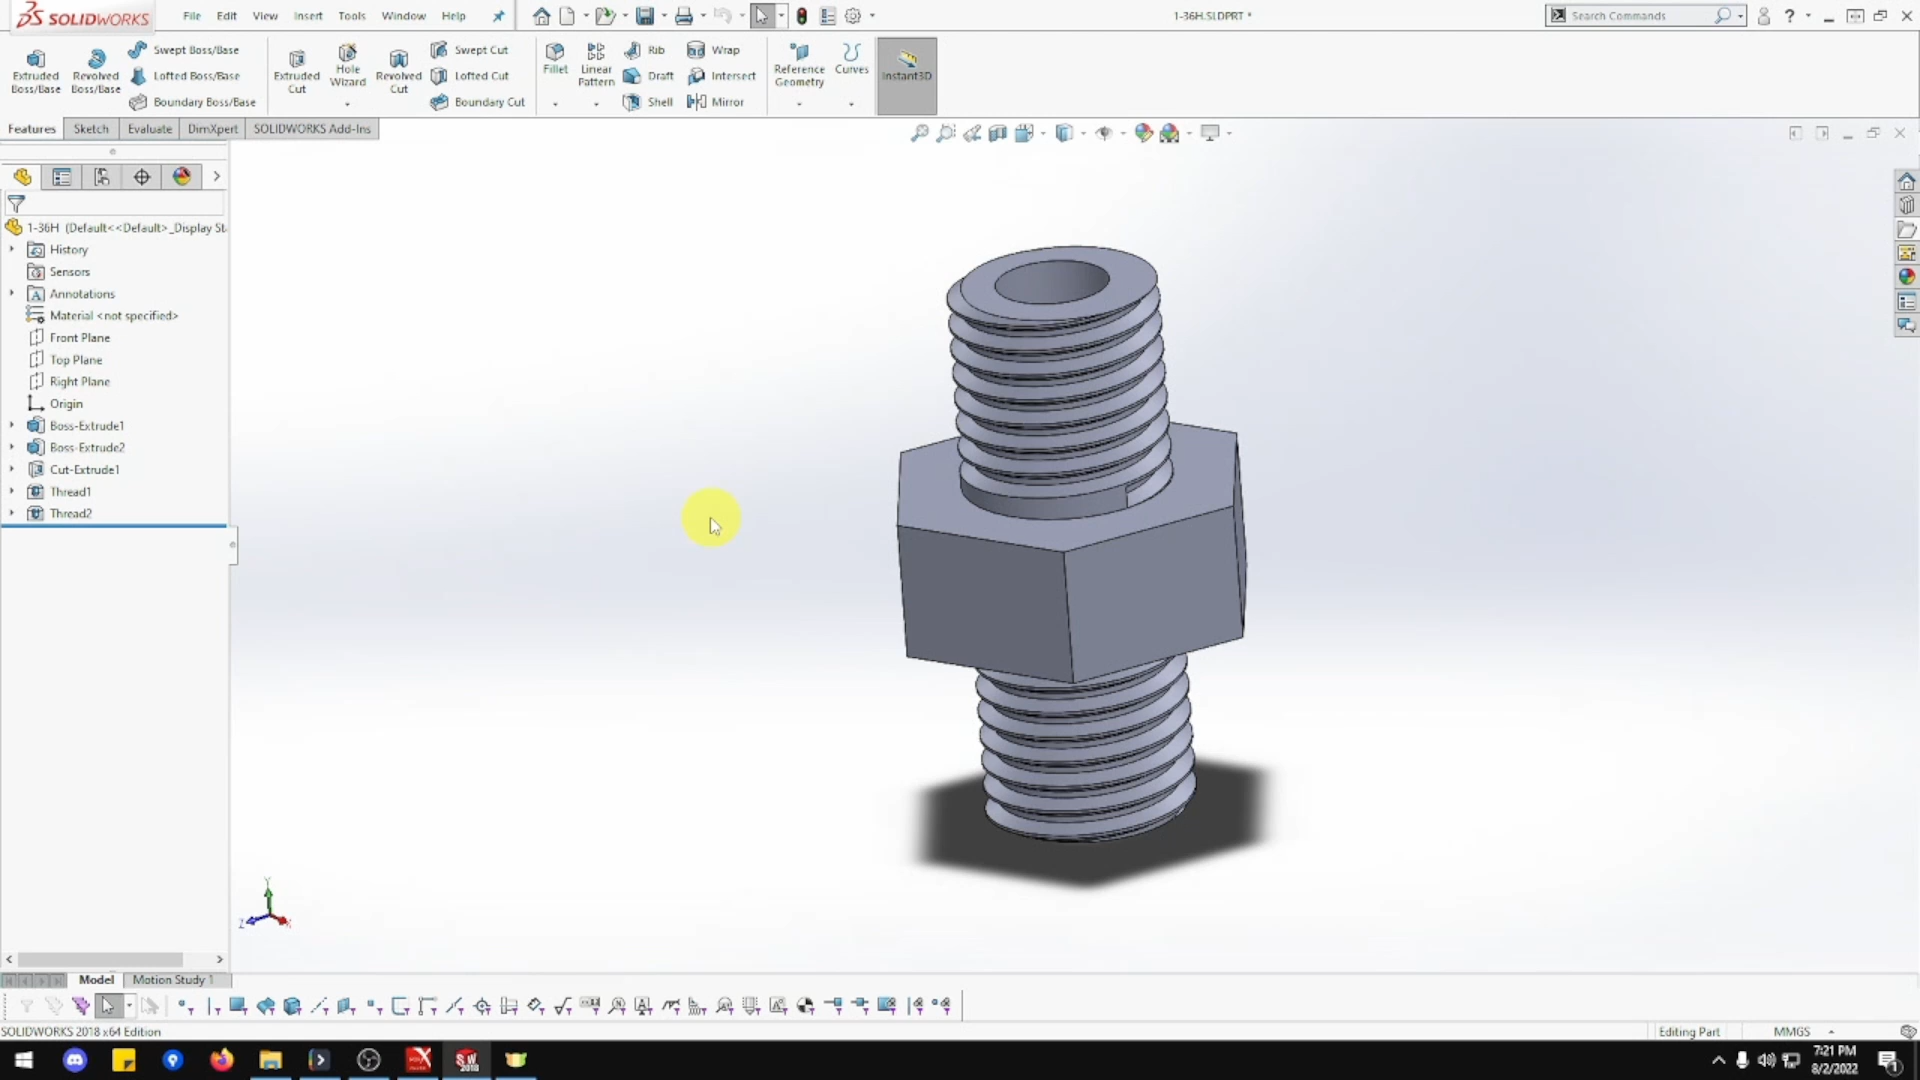 SOLIDWORKS File Edit View Insert Tools Window Help 1-36H.SLDPRT * Search Commands
Extruded Boss/Base
Revolved Boss/Base
Swept Boss/Base
Lofted Boss/Base
Boundary Boss/Base
Extruded Cut
Hole Wizard
Revolved Cut
Swept Cut
Lofted Cut
Boundary Cut
Fillet
Linear Pattern
Rib
Draft
Shell
Wrap
Intersect
Mirror
Reference Geometry
Curves
Instant3D
Features Sketch Evaluate DimXpert SOLIDWORKS Add-Ins
1-36H (Default<<Default>_Display St
History
Sensors
Annotations
Material <not specified>
Front Plane
Top Plane
Right Plane
Origin
Boss-Extrude1
Boss-Extrude2
Cut-Extrude1
Thread1
Thread2
Y
Z
Model Motion Study 1
SOLIDWORKS 2018 x64 Edition Editing Part MMGS
7:21 PM
8/2/2022